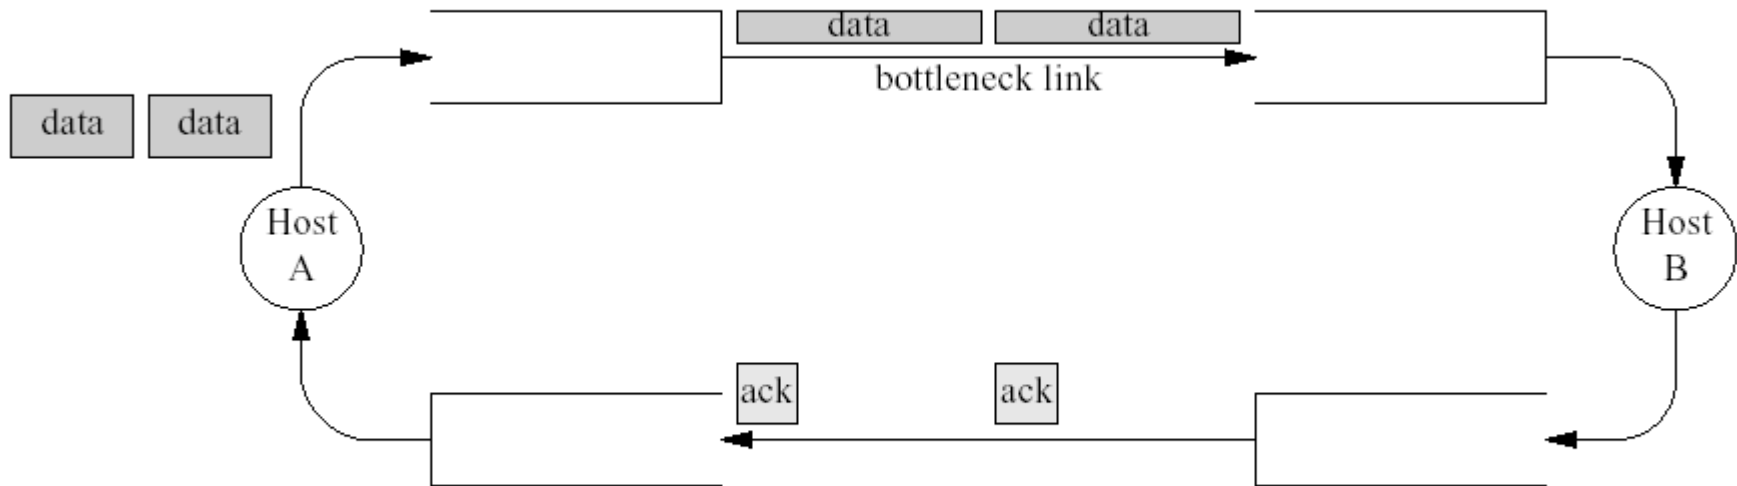 data data
bottleneck link
data data
Host
A
Host
B
ack ack